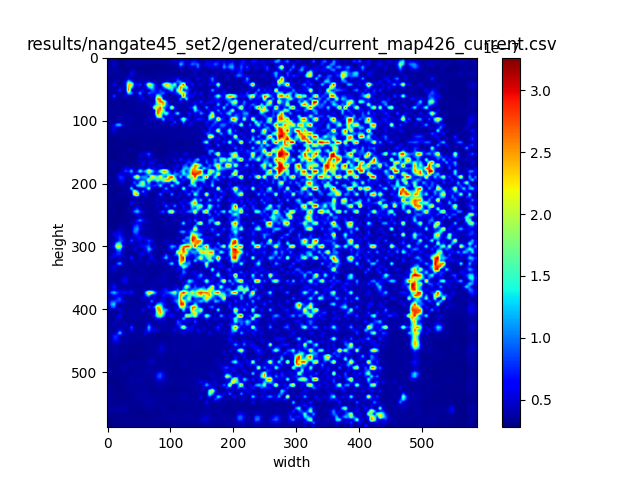 results/nangate45_set2/generated/current_map426_current.csv
1e−7
0
100
200
300
400
500
height
0 100 200 300 400 500
width
3.0
2.5
2.0
1.5
1.0
0.5